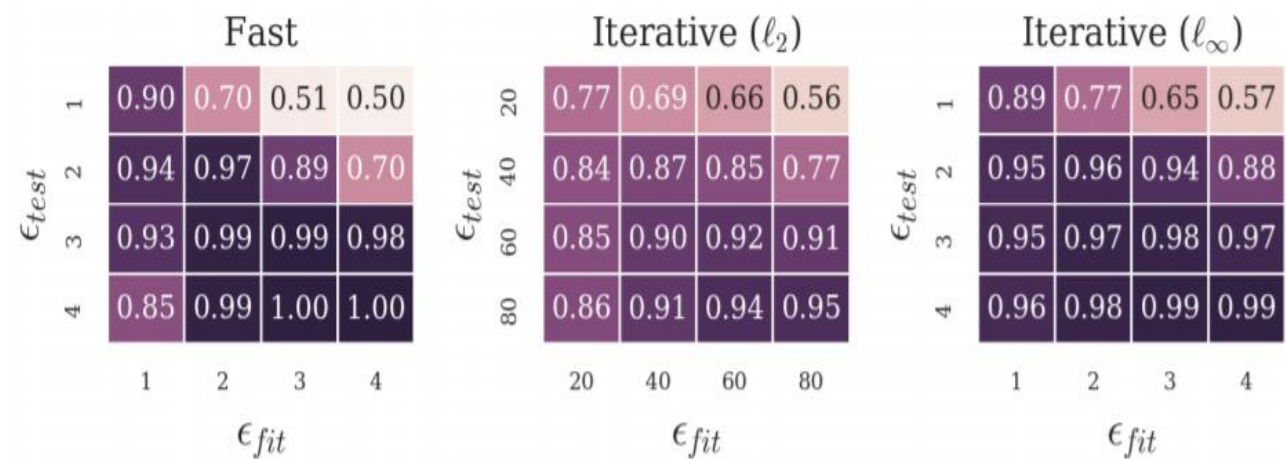 Fast
ϵ_test
1 0.90 0.70 0.51 0.50
2 0.94 0.97 0.89 0.70
3 0.93 0.99 0.99 0.98
4 0.85 0.99 1.00 1.00
1 2 3 4
ϵ_fit
Iterative (ℓ₂)
ϵ_test
20 0.77 0.69 0.66 0.56
40 0.84 0.87 0.85 0.77
60 0.85 0.90 0.92 0.91
80 0.86 0.91 0.94 0.95
20 40 60 80
ϵ_fit
Iterative (ℓ∞)
ϵ_test
1 0.89 0.77 0.65 0.57
2 0.95 0.96 0.94 0.88
3 0.95 0.97 0.98 0.97
4 0.96 0.98 0.99 0.99
1 2 3 4
ϵ_fit